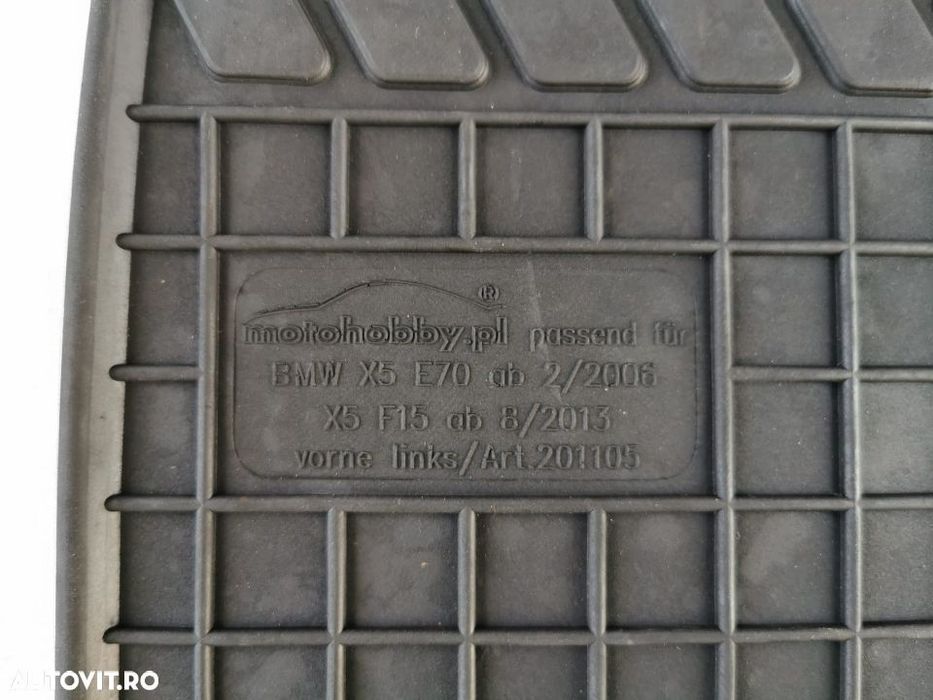 ®
motohobby.pl passend für
BMW X5 E70 ab 2/2006
X5 F15 ab 8/2013
vorne links/Art.201105
AUTOVIT.RO